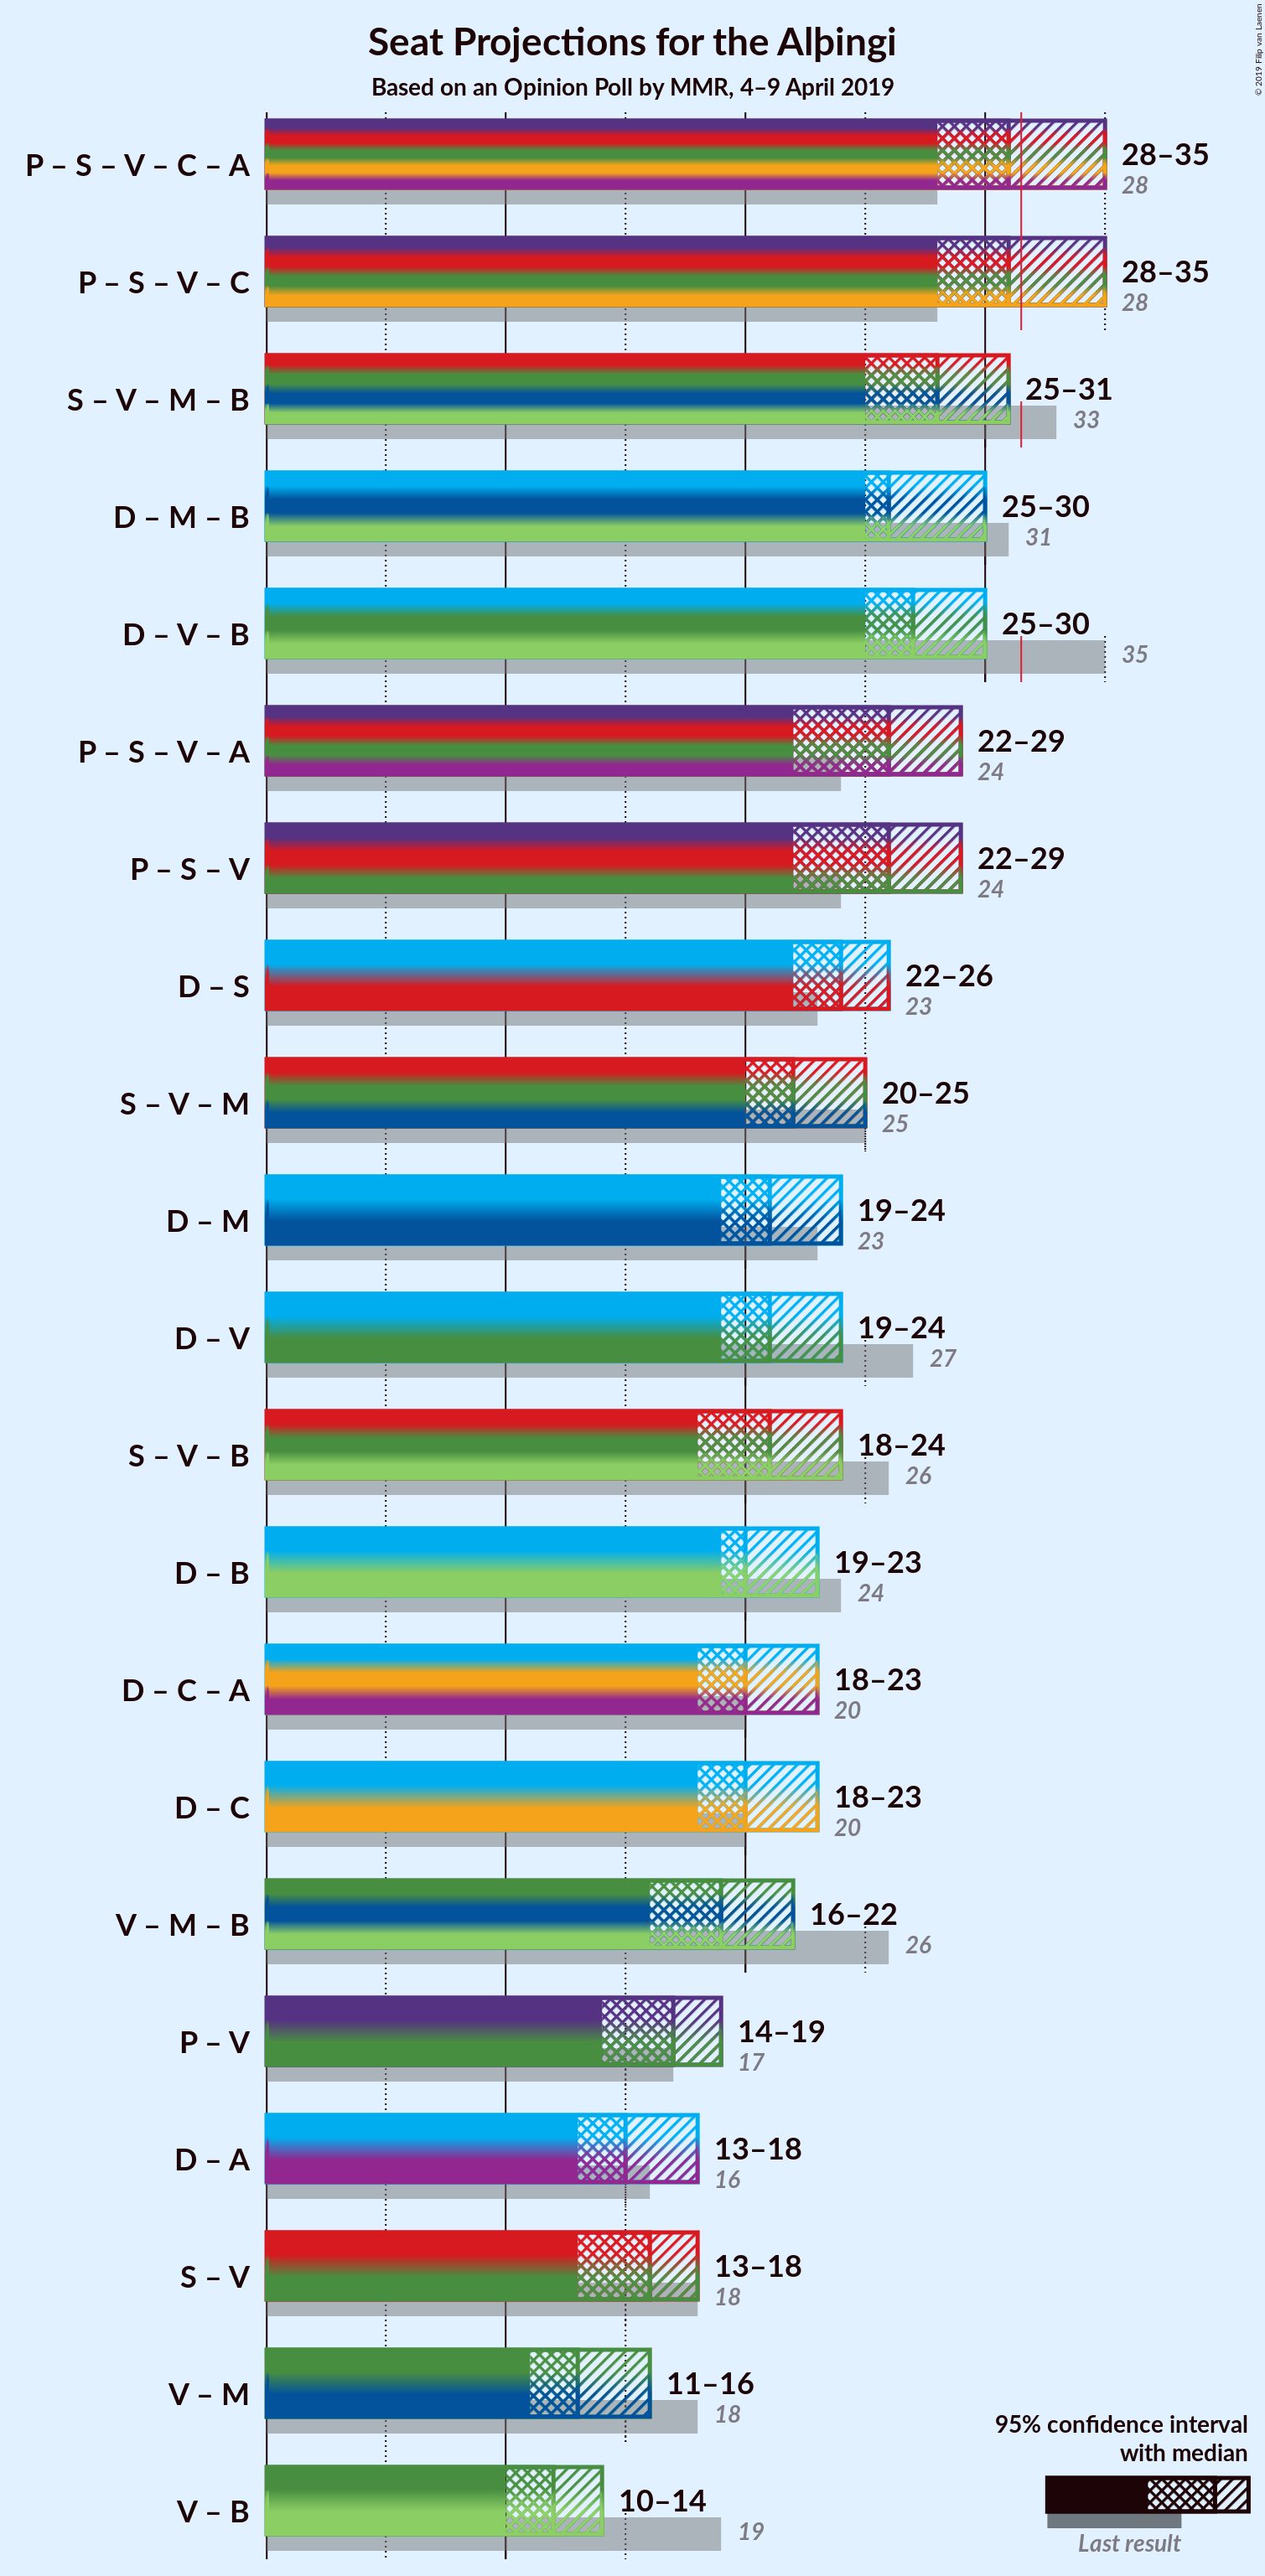 Seat Projections for the Alþingi
Based on an Opinion Poll by MMR, 4–9 April 2019
© 2019 Filip van Laenen
P – S – V – C – A
28–35
28
P – S – V – C
28–35
28
S – V – M – B
25–31
33
D – M – B
25–30
31
D – V – B
25–30
35
P – S – V – A
22–29
24
P – S – V
22–29
24
D – S
22–26
23
S – V – M
20–25
25
D – M
19–24
23
D – V
19–24
27
S – V – B
18–24
26
D – B
19–23
24
D – C – A
18–23
20
D – C
18–23
20
V – M – B
16–22
26
P – V
14–19
17
D – A
13–18
16
S – V
13–18
18
V – M
11–16
18
V – B
10–14
19
95% confidence interval
with median
Last result